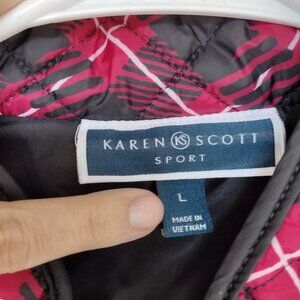 KAREN KS SCOTT
SPORT
L
MADE IN
VIETNAM